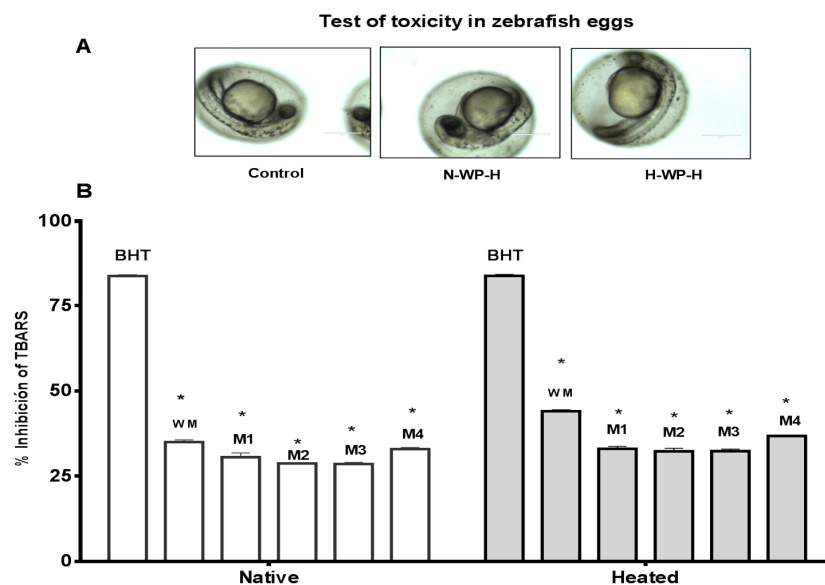 Test of toxicity in zebrafish eggs
A
Control
N-WP-H
H-WP-H
B
% Inhibición of TBARS
100
75
50
25
0
BHT
*
WM
*
M1
*
M2
*
M3
*
M4
BHT
*
WM
*
M1
*
M2
*
M3
*
M4
Native
Heated